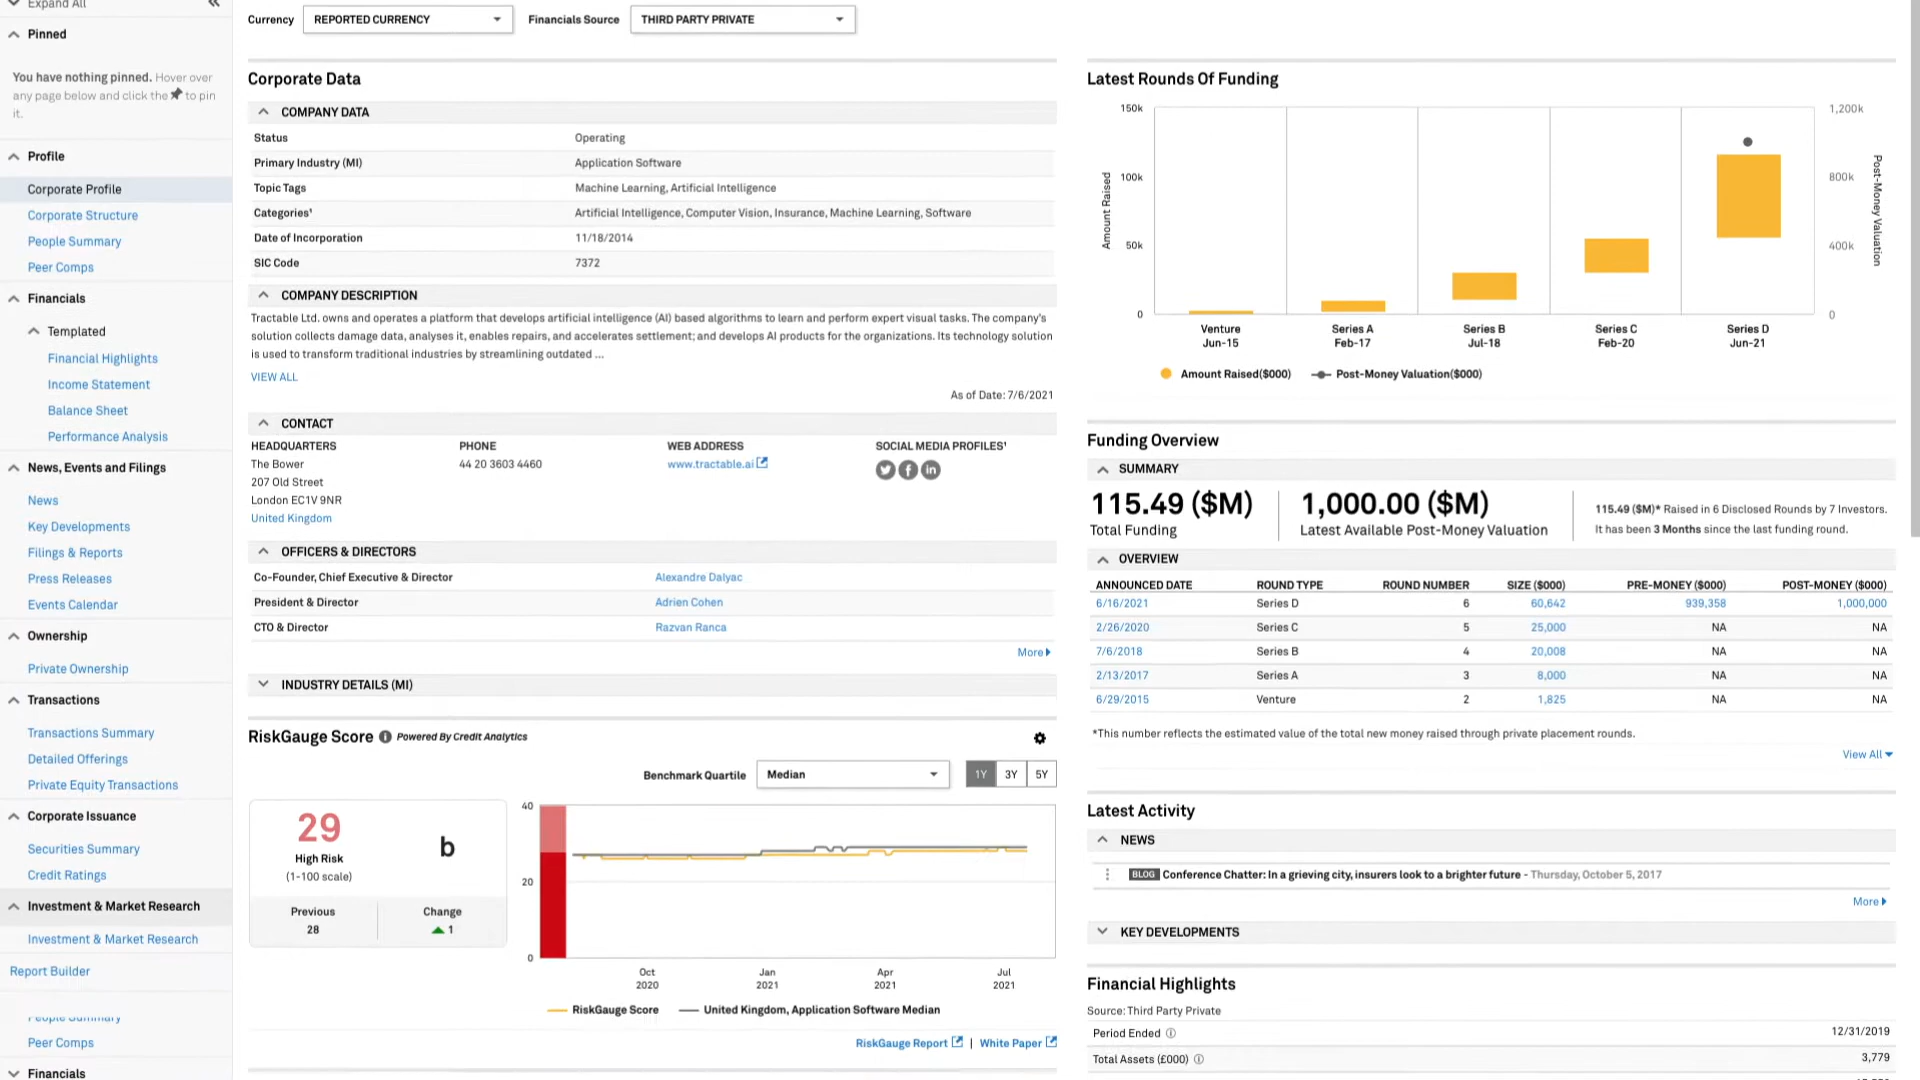 Expand All
Pinned
You have nothing pinned. Hover over
any page below and click the to pin
it.
Profile
Corporate Profile
Corporate Structure
People Summary
Peer Comps
Financials
Templated
Financial Highlights
Income Statement
Balance Sheet
Performance Analysis
News, Events and Filings
News
Key Developments
Filings & Reports
Press Releases
Events Calendar
Ownership
Private Ownership
Transactions
Transactions Summary
Detailed Offerings
Private Equity Transactions
Corporate Issuance
Securities Summary
Credit Ratings
Investment & Market Research
Investment & Market Research
Report Builder
People Summary
Peer Comps
Financials
Currency REPORTED CURRENCY Financials Source THIRD PARTY PRIVATE
Corporate Data
COMPANY DATA
Status Operating
Primary Industry (MI) Application Software
Topic Tags Machine Learning, Artificial Intelligence
Categories¹ Artificial Intelligence, Computer Vision, Insurance, Machine Learning, Software
Date of Incorporation 11/18/2014
SIC Code 7372
COMPANY DESCRIPTION
Tractable Ltd. owns and operates a platform that develops artificial intelligence (AI) based algorithms to learn and perform expert visual tasks. The company's
solution collects damage data, analyses it, enables repairs, and accelerates settlement; and develops AI products for the organizations. Its technology solution
is used to transform traditional industries by streamlining outdated ...
VIEW ALL
As of Date: 7/6/2021
CONTACT
HEADQUARTERS PHONE WEB ADDRESS SOCIAL MEDIA PROFILES¹
The Bower 44 20 3603 4460 www.tractable.ai
207 Old Street
London EC1V 9NR
United Kingdom
OFFICERS & DIRECTORS
Co-Founder, Chief Executive & Director Alexandre Dalyac
President & Director Adrien Cohen
CTO & Director Razvan Ranca
More
INDUSTRY DETAILS (MI)
RiskGauge Score Powered By Credit Analytics
Benchmark Quartile Median 1Y 3Y 5Y
29 b
High Risk
(1-100 scale)
Previous Change
28 1
40
20
0
Oct Jan Apr Jul
2020 2021 2021 2021
RiskGauge Score United Kingdom, Application Software Median
RiskGauge Report | White Paper
Latest Rounds Of Funding
150k 1,200k
100k 800k
50k 400k
0 0
Amount Raised
Post-Money Valuation
Venture Series A Series B Series C Series D
Jun-15 Feb-17 Jul-18 Feb-20 Jun-21
Amount Raised($000) Post-Money Valuation($000)
Funding Overview
SUMMARY
115.49 ($M) 1,000.00 ($M) 115.49 ($M)* Raised in 6 Disclosed Rounds by 7 Investors.
Total Funding Latest Available Post-Money Valuation It has been 3 Months since the last funding round.
OVERVIEW
ANNOUNCED DATE ROUND TYPE ROUND NUMBER SIZE ($000) PRE-MONEY ($000) POST-MONEY ($000)
6/16/2021 Series D 6 60,642 939,358 1,000,000
2/26/2020 Series C 5 25,000 NA NA
7/6/2018 Series B 4 20,008 NA NA
2/13/2017 Series A 3 8,000 NA NA
6/29/2015 Venture 2 1,825 NA NA
*This number reflects the estimated value of the total new money raised through private placement rounds.
View All
Latest Activity
NEWS
BLOG Conference Chatter: In a grieving city, insurers look to a brighter future - Thursday, October 5, 2017
More
KEY DEVELOPMENTS
Financial Highlights
Source: Third Party Private
Period Ended 12/31/2019
Total Assets (£000) 3,779